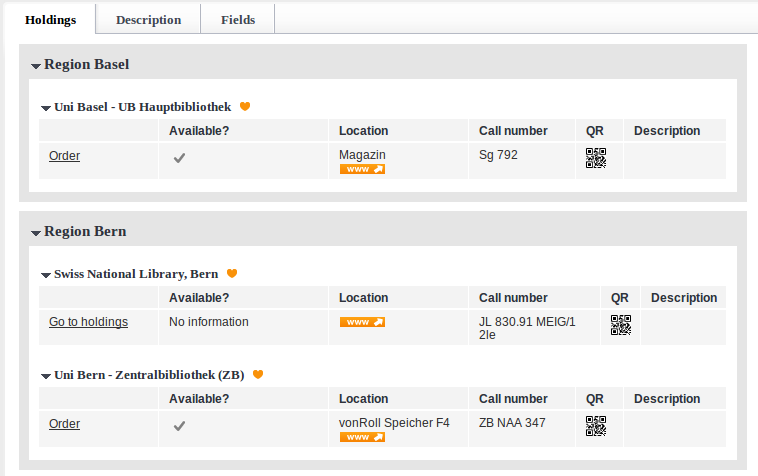 Holdings Description Fields
Region Basel
Uni Basel - UB Hauptbibliothek
Available? Location Call number QR Description
Order Magazin Sg 792
www
Region Bern
Swiss National Library, Bern
Available? Location Call number QR Description
Go to holdings No information www JL 830.91 MEIG/1
2le
Uni Bern - Zentralbibliothek (ZB)
Available? Location Call number QR Description
Order vonRoll Speicher F4 ZB NAA 347
www